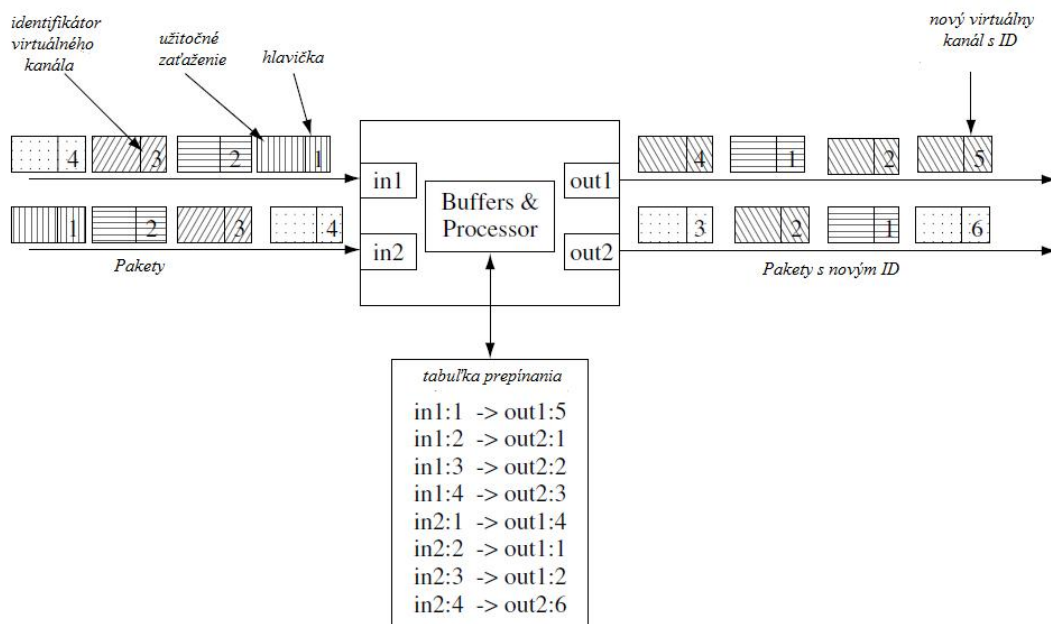 identifikátor
virtuálného
kanála
užitočné
zaťaženie
hlavička
nový virtuálny
kanál s ID
4 3 2 1
4 1 2 5
in1
out1
Buffers &
Processor
1 2 3 4
3 2 1 6
in2
out2
Pakety
Pakety s novým ID
tabuľka prepínania
in1:1 -> out1:5
in1:2 -> out2:1
in1:3 -> out2:2
in1:4 -> out2:3
in2:1 -> out1:4
in2:2 -> out1:1
in2:3 -> out1:2
in2:4 -> out2:6